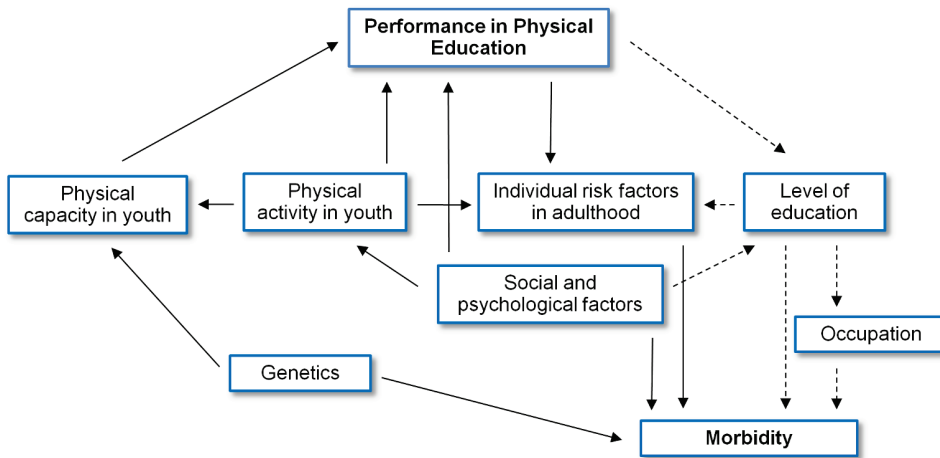 Performance in Physical
Education
Physical
capacity in youth
Physical
activity in youth
Individual risk factors
in adulthood
Level of
education
Social and
psychological factors
Occupation
Genetics
Morbidity